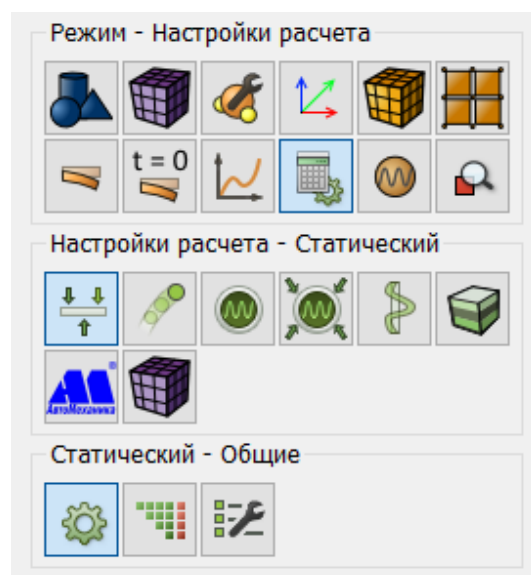 Режим - Настройки расчета
t = 0
Настройки расчета - Статический
АвтоМеханика
Статический - Общие